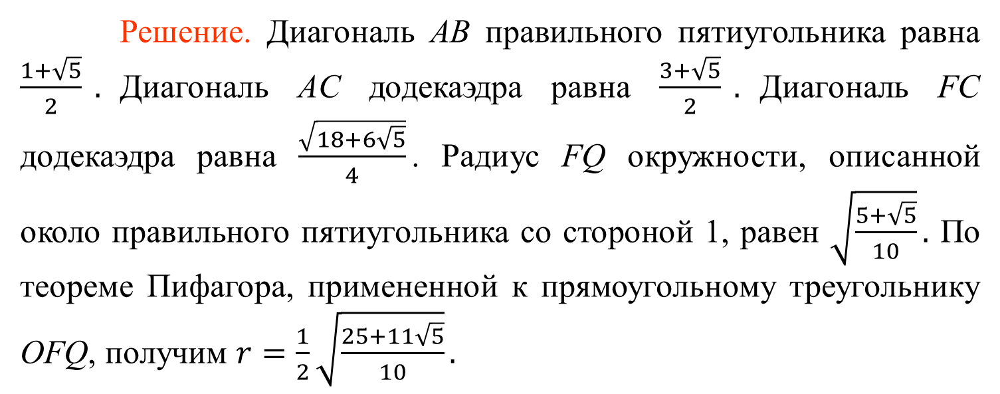 Решение. Диагональ AB правильного пятиугольника равна
$\frac{1+\sqrt{5}}{2}$ . Диагональ AC додекаэдра равна $\frac{3+\sqrt{5}}{2}$ . Диагональ FC
додекаэдра равна $\frac{\sqrt{18+6\sqrt{5}}}{4}$. Радиус FQ окружности, описанной
около правильного пятиугольника со стороной 1, равен $\sqrt{\frac{5+\sqrt{5}}{10}}$. По
теореме Пифагора, примененной к прямоугольному треугольнику
OFQ, получим $r = \frac{1}{2}\sqrt{\frac{25+11\sqrt{5}}{10}}$.